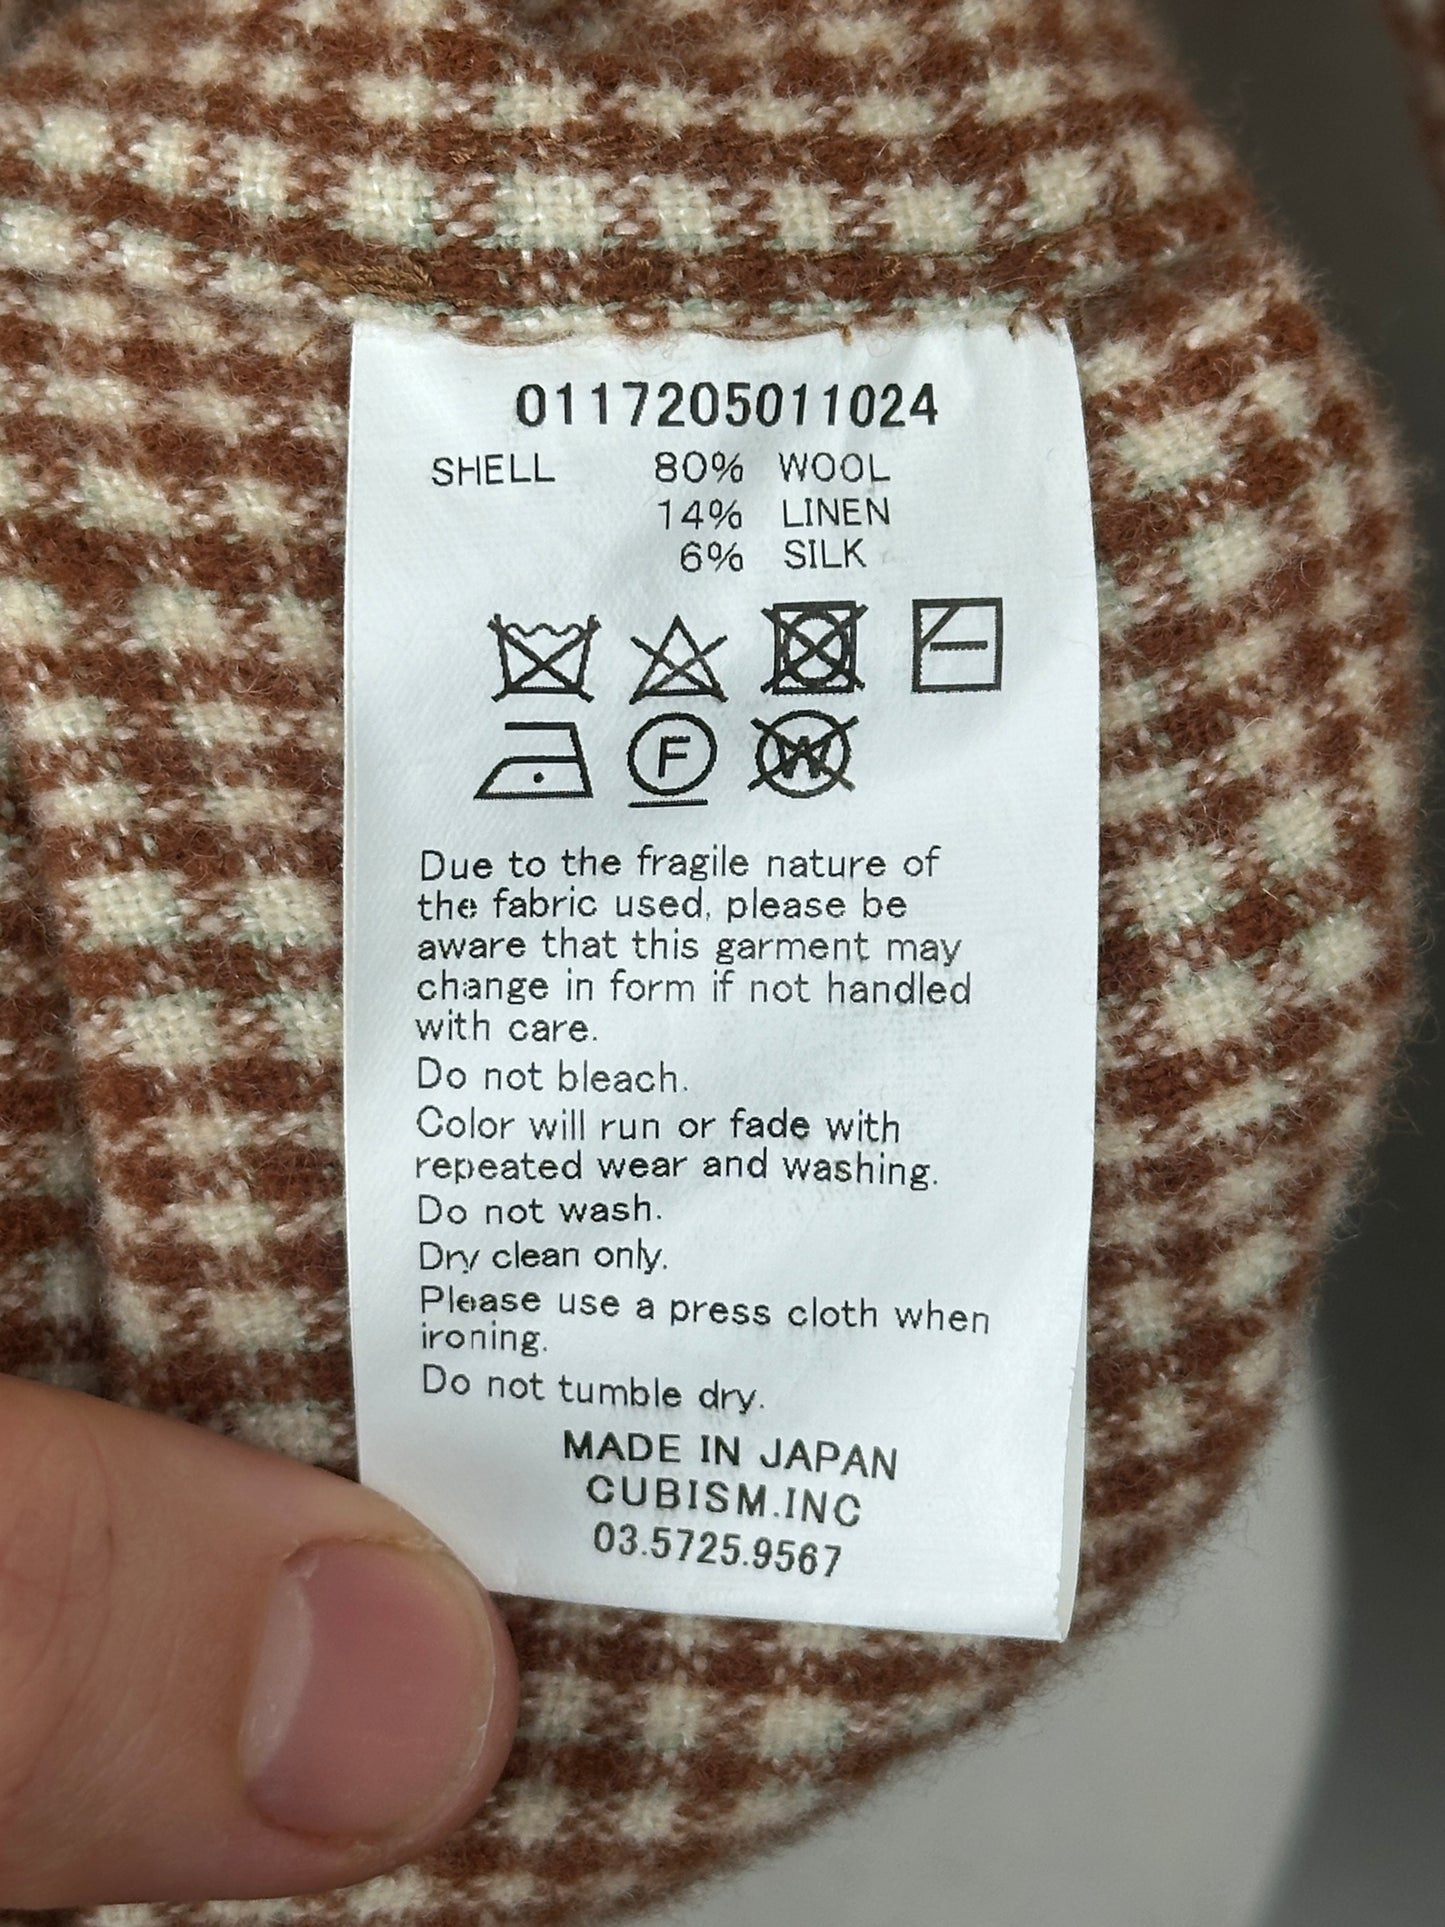 0117205011024
SHELL 80% WOOL
14% LINEN
6% SILK
F W
Due to the fragile nature of
the fabric used, please be
aware that this garment may
change in form if not handled
with care.
Do not bleach.
Color will run or fade with
repeated wear and washing.
Do not wash.
Dry clean only.
Please use a press cloth when
ironing.
Do not tumble dry.
MADE IN JAPAN
CUBISM.INC
03.5725.9567